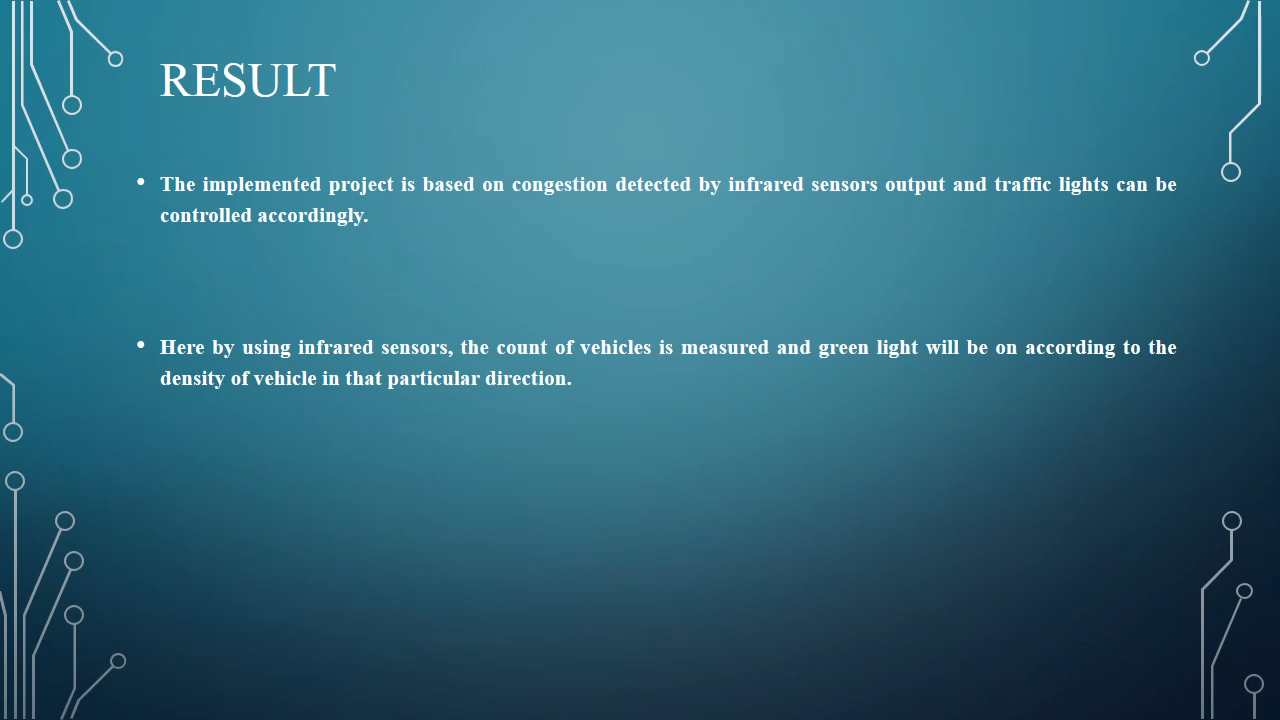 RESULT
• The implemented project is based on congestion detected by infrared sensors output and traffic lights can be
controlled accordingly.
• Here by using infrared sensors, the count of vehicles is measured and green light will be on according to the
density of vehicle in that particular direction.